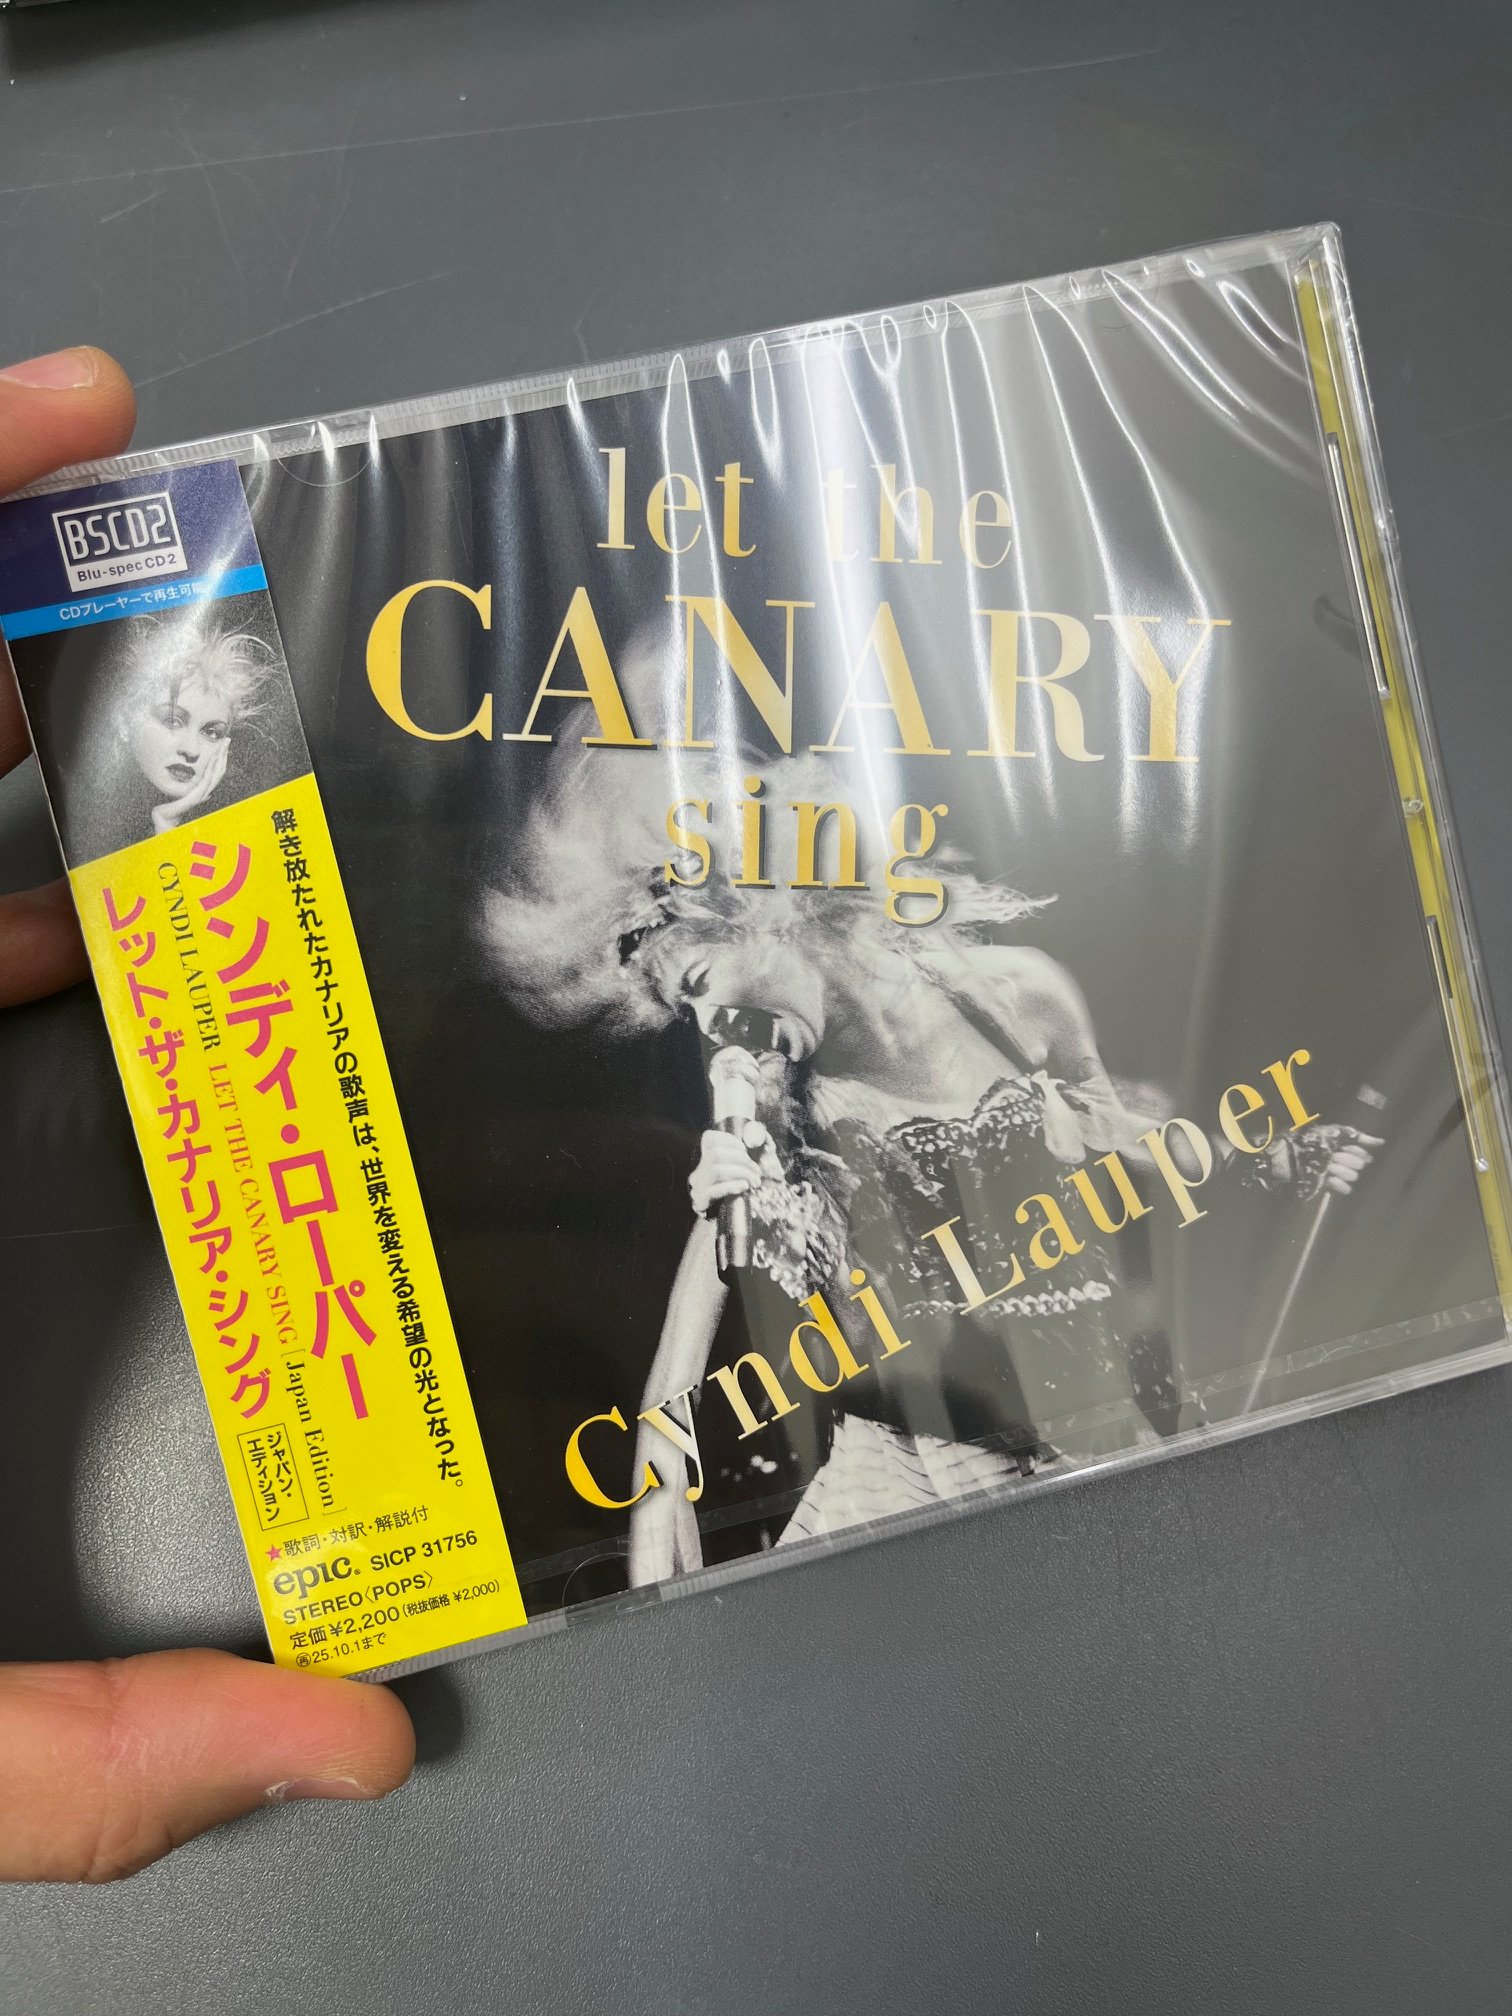 let the
CANARY
sing
Cyndi Lauper
BSCD2
Blu-spec CD2
CDプレーヤーで再生可能
解き放たれたカナリアの歌声は、世界を変える希望の光となった。
シンディ・ローパー
CYNDI LAUPER LET THE CANARY SING [Japan Edition]
レット・ザ・カナリア・シング
ジャパン・
エディション
★歌詞・対訳・解説付
epic. SICP 31756
STEREO〈POPS〉
定価¥2,200(税抜価格 ¥2,000)
再25.10.1まで